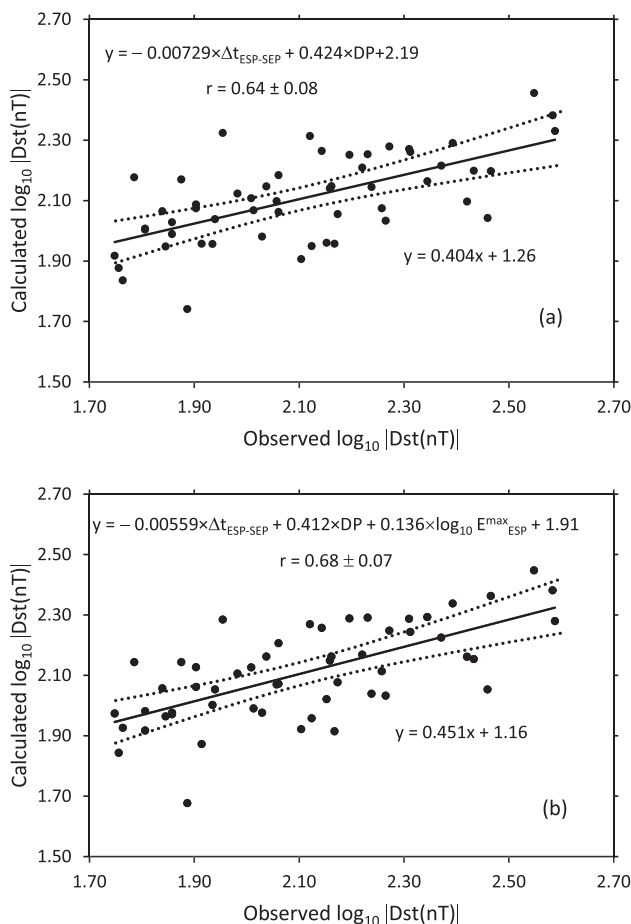 2.70
y = − 0.00729×Δt_ESP-SEP + 0.424×DP+2.19
2.50
r = 0.64 ± 0.08
2.30
2.10
1.90
y = 0.404x + 1.26
1.70
(a)
1.50
1.70 1.90 2.10 2.30 2.50 2.70
Calculated log₁₀ |Dst(nT)|
Observed log₁₀ |Dst(nT)|
2.70
y = − 0.00559×Δt_ESP-SEP + 0.412×DP + 0.136×log₁₀ E^max_ESP + 1.91
2.50
r = 0.68 ± 0.07
2.30
2.10
1.90
y = 0.451x + 1.16
1.70
(b)
1.50
1.70 1.90 2.10 2.30 2.50 2.70
Calculated log₁₀ |Dst(nT)|
Observed log₁₀ |Dst(nT)|